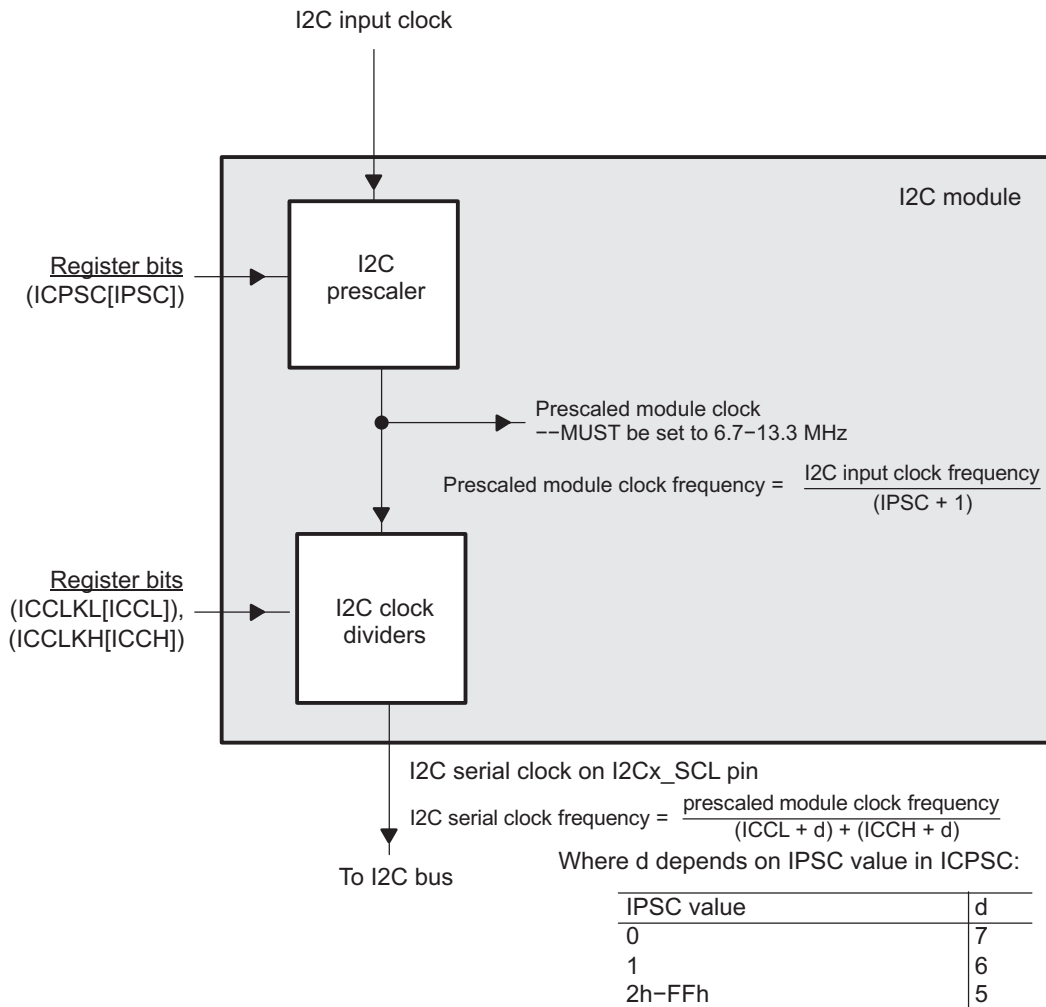 I2C input clock
I2C module
I2C
prescaler
Register bits
(ICPSC[IPSC])
Prescaled module clock
−−MUST be set to 6.7−13.3 MHz
Prescaled module clock frequency = I2C input clock frequency
(IPSC + 1)
Register bits
(ICCLKL[ICCL]),
(ICCLKH[ICCH])
I2C clock
dividers
I2C serial clock on I2Cx_SCL pin
I2C serial clock frequency = prescaled module clock frequency
(ICCL + d) + (ICCH + d)
To I2C bus
Where d depends on IPSC value in ICPSC:
IPSC value d
0 7
1 6
2h−FFh 5